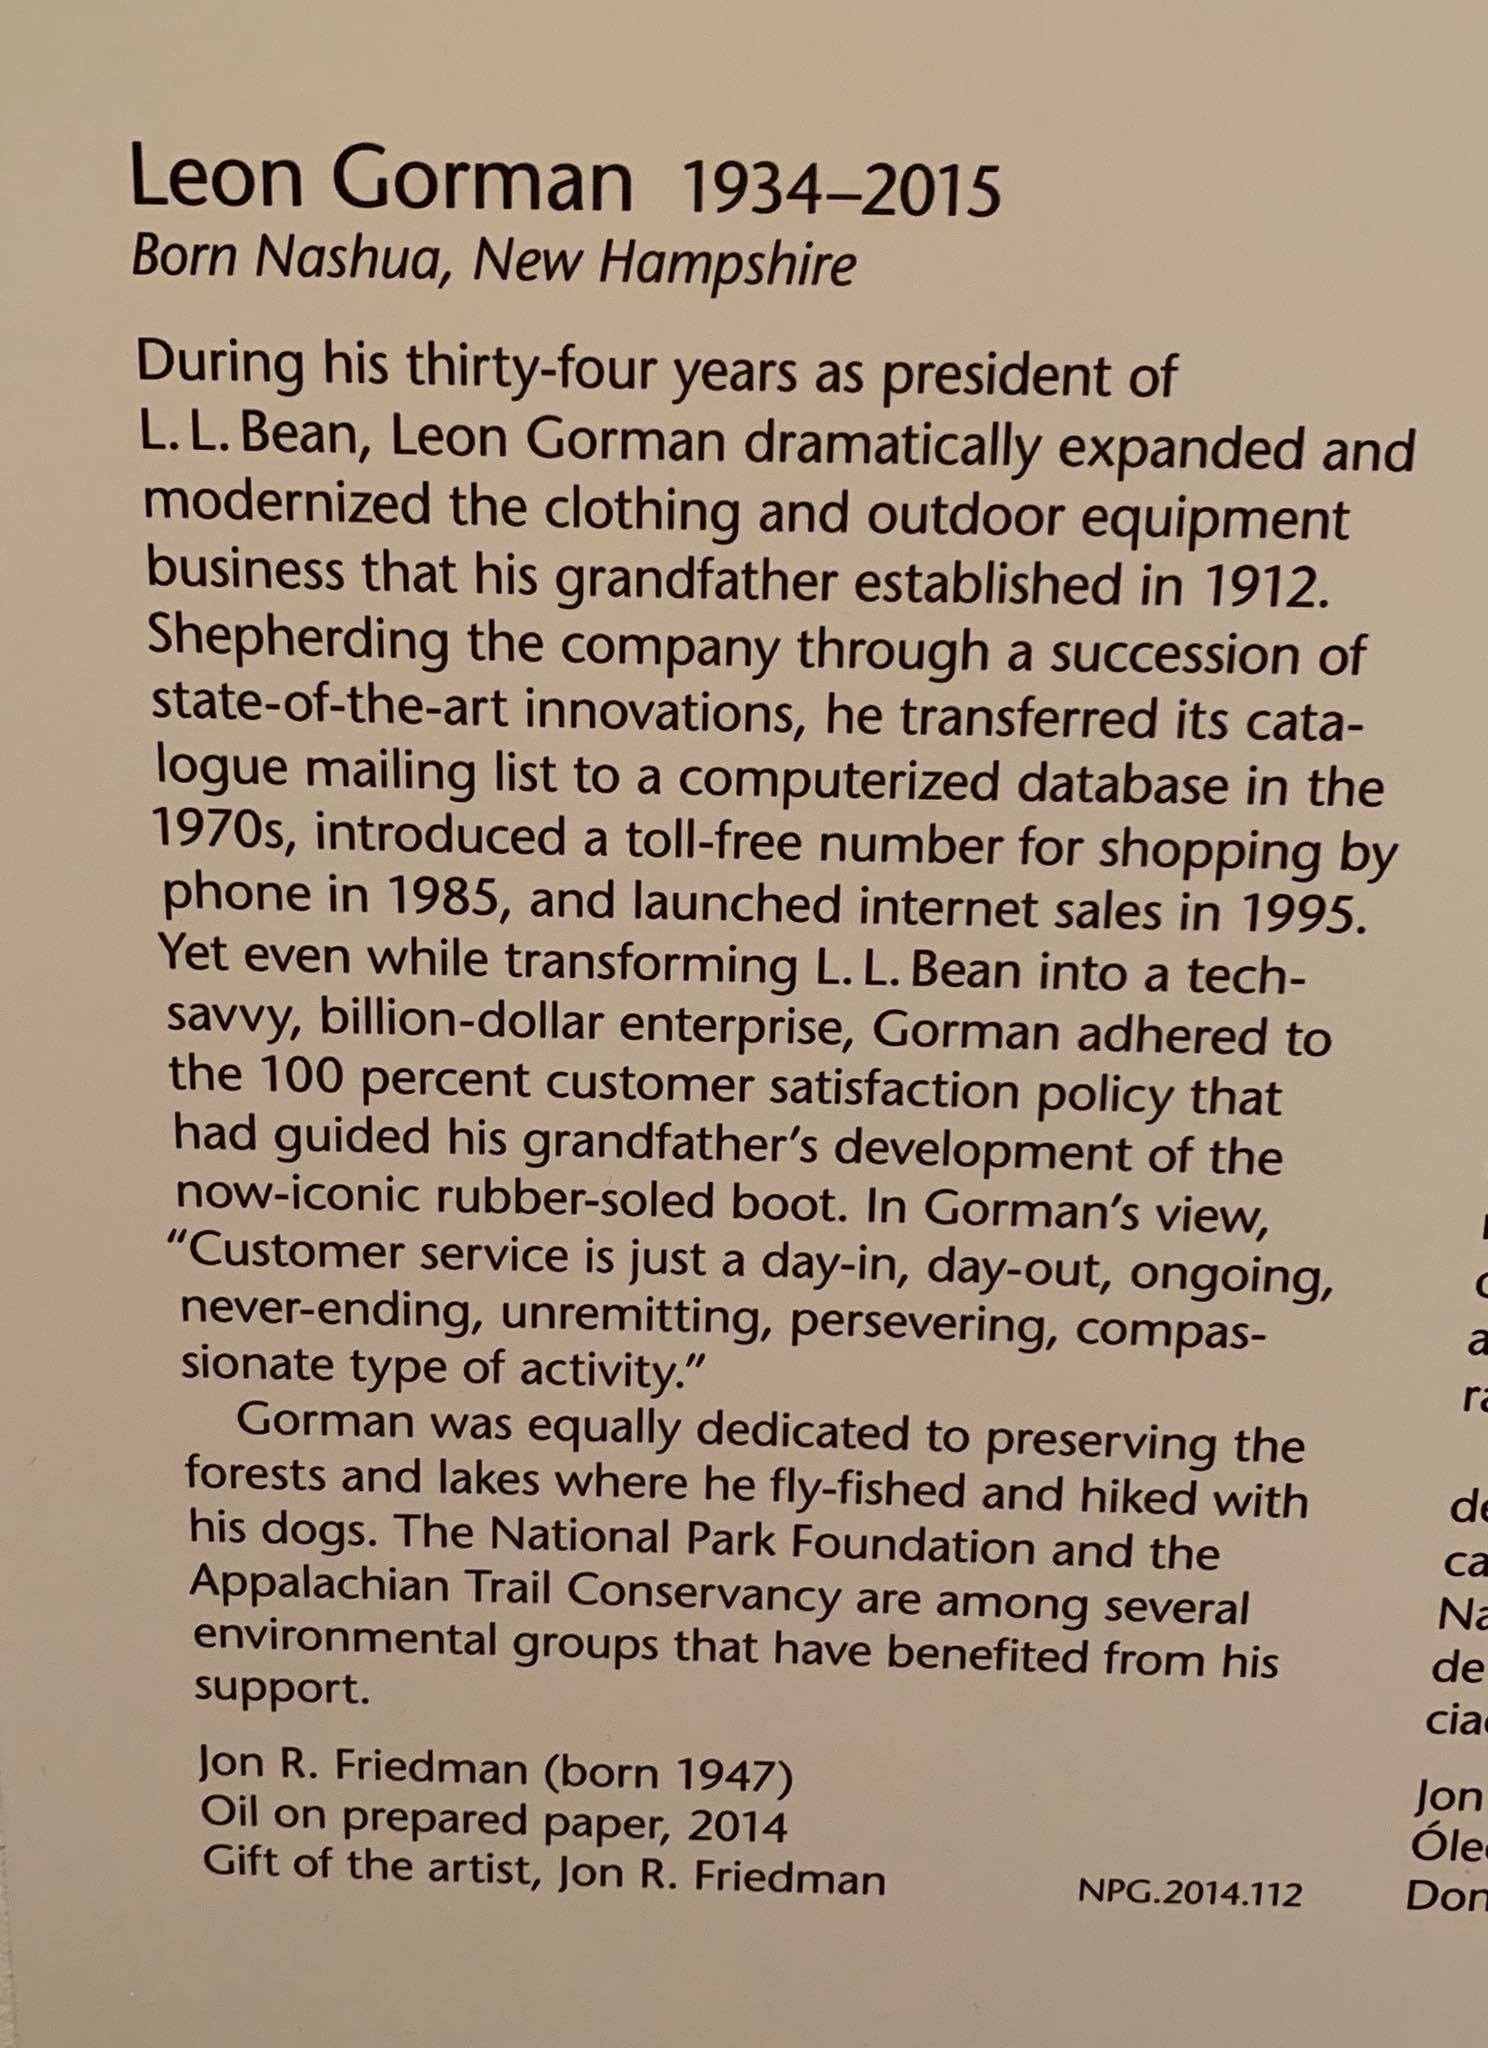 Leon Gorman 1934–2015
Born Nashua, New Hampshire
During his thirty-four years as president of
L. L. Bean, Leon Gorman dramatically expanded and
modernized the clothing and outdoor equipment
business that his grandfather established in 1912.
Shepherding the company through a succession of
state-of-the-art innovations, he transferred its cata-
logue mailing list to a computerized database in the
1970s, introduced a toll-free number for shopping by
phone in 1985, and launched internet sales in 1995.
Yet even while transforming L. L. Bean into a tech-
savvy, billion-dollar enterprise, Gorman adhered to
the 100 percent customer satisfaction policy that
had guided his grandfather’s development of the
now-iconic rubber-soled boot. In Gorman’s view,
“Customer service is just a day-in, day-out, ongoing,
never-ending, unremitting, persevering, compas-
sionate type of activity.”
Gorman was equally dedicated to preserving the
forests and lakes where he fly-fished and hiked with
his dogs. The National Park Foundation and the
Appalachian Trail Conservancy are among several
environmental groups that have benefited from his
support.
Jon R. Friedman (born 1947)
Oil on prepared paper, 2014
Gift of the artist, Jon R. Friedman
NPG.2014.112
de
Jon